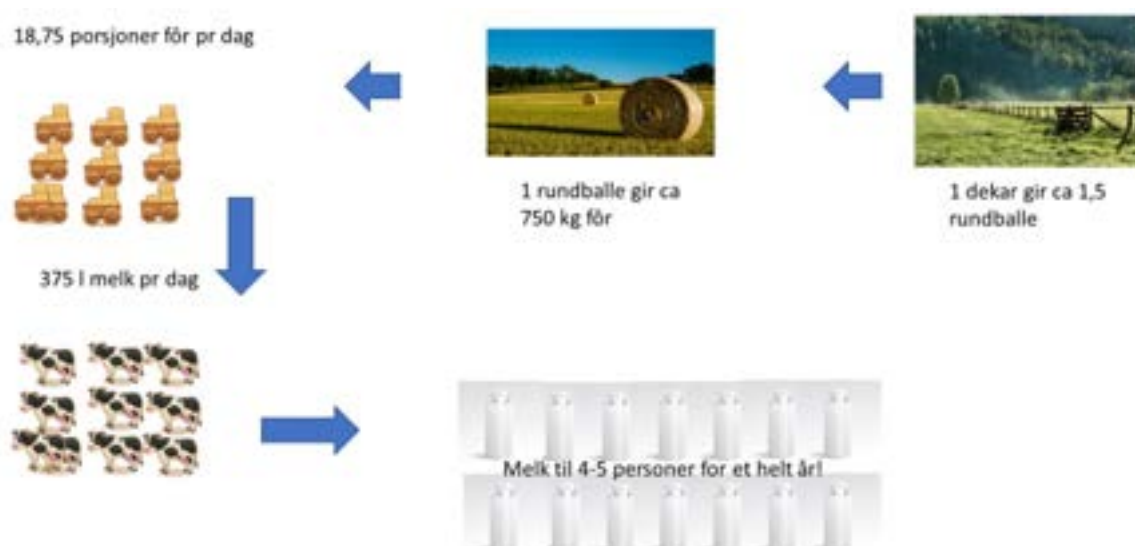 18,75 porsjoner fôr pr dag
1 rundballe gir ca
750 kg fôr
1 dekar gir ca 1,5
rundballe
375 l melk pr dag
Melk til 4-5 personer for et helt år!